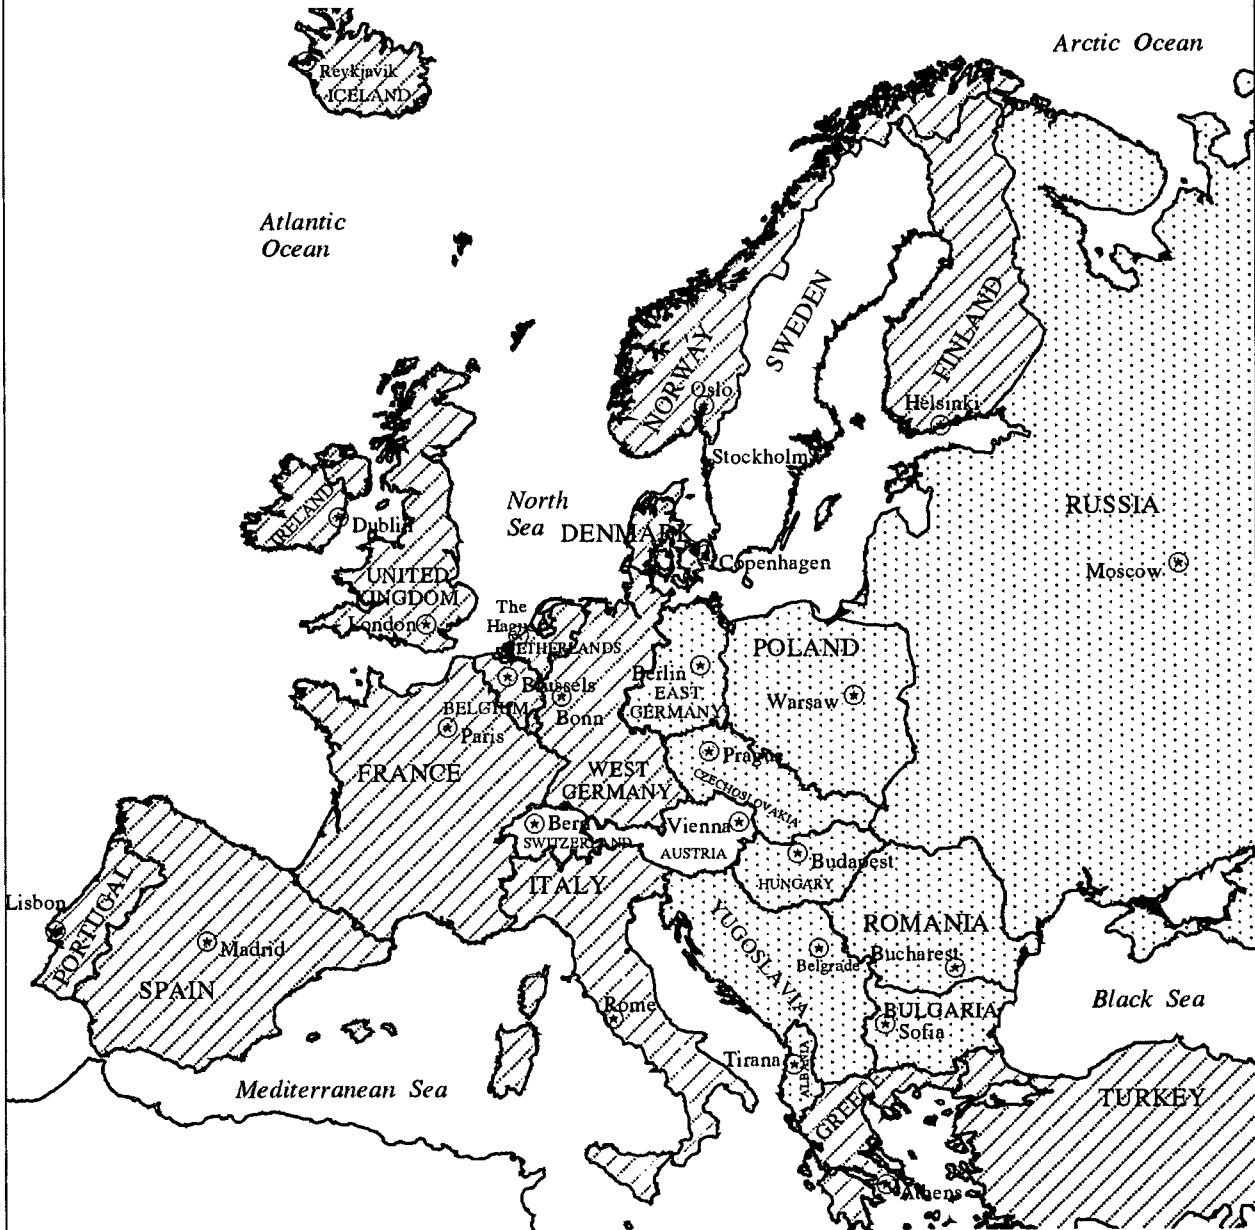 Arctic Ocean
Reykjavik
ICELAND
Atlantic
Ocean
SWEDEN
FINLAND
NORWAY
Oslo
Helsinki
Stockholm
North
Sea
IRELAND
Dublin
DENMARK
Copenhagen
RUSSIA
Moscow
UNITED
KINGDOM
London
The
Hague
NETHERLANDS
POLAND
Warsaw
Berlin
EAST
GERMANY
Brussels
BELGIUM
Bonn
Paris
FRANCE
WEST
GERMANY
Prague
CZECHOSLOVAKIA
Bern
SWITZERLAND
Vienna
AUSTRIA
Budapest
HUNGARY
ITALY
Lisbon
PORTUGAL
Madrid
SPAIN
YUGOSLAVIA
Belgrade
ROMANIA
Bucharest
BULGARIA
Sofia
Black Sea
Rome
Tirana
ALBANIA
Mediterranean Sea
GREECE
TURKEY
Athens